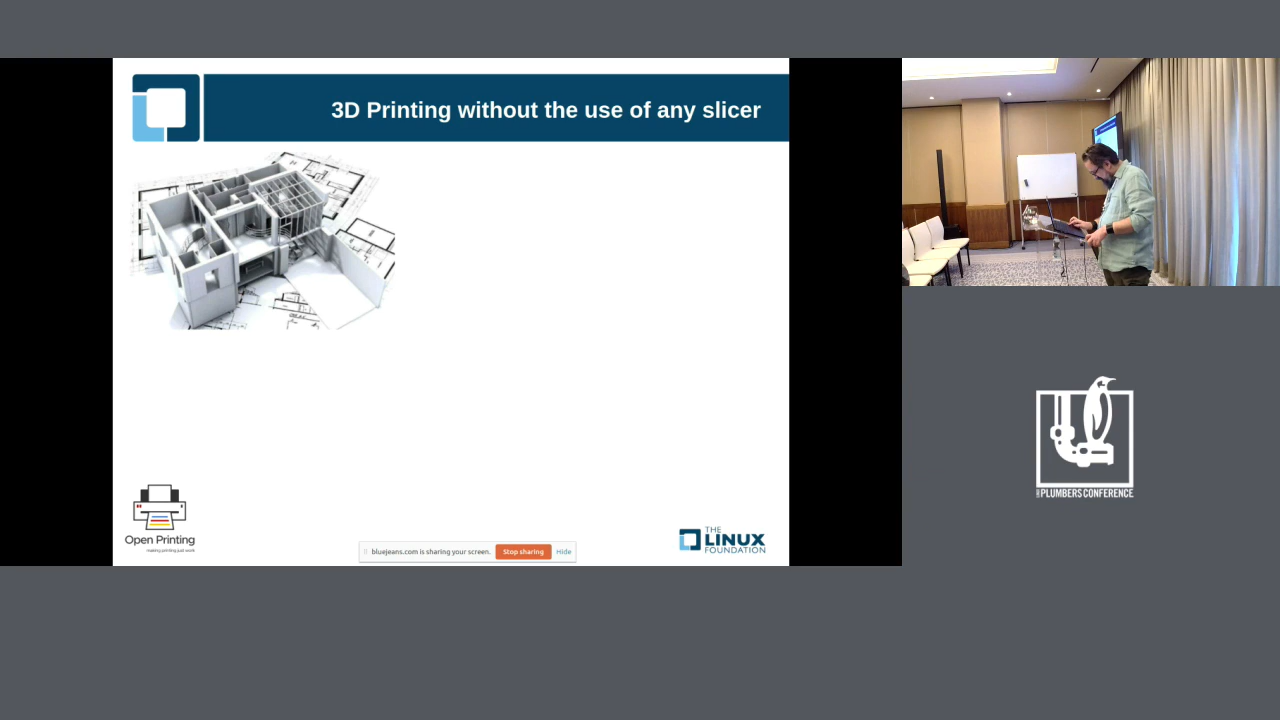 3D Printing without the use of any slicer
Open Printing
making printing just work
bluejeans.com is sharing your screen.
Stop sharing
Hide
THE
LINUX
FOUNDATION
PLUMBERS CONFERENCE